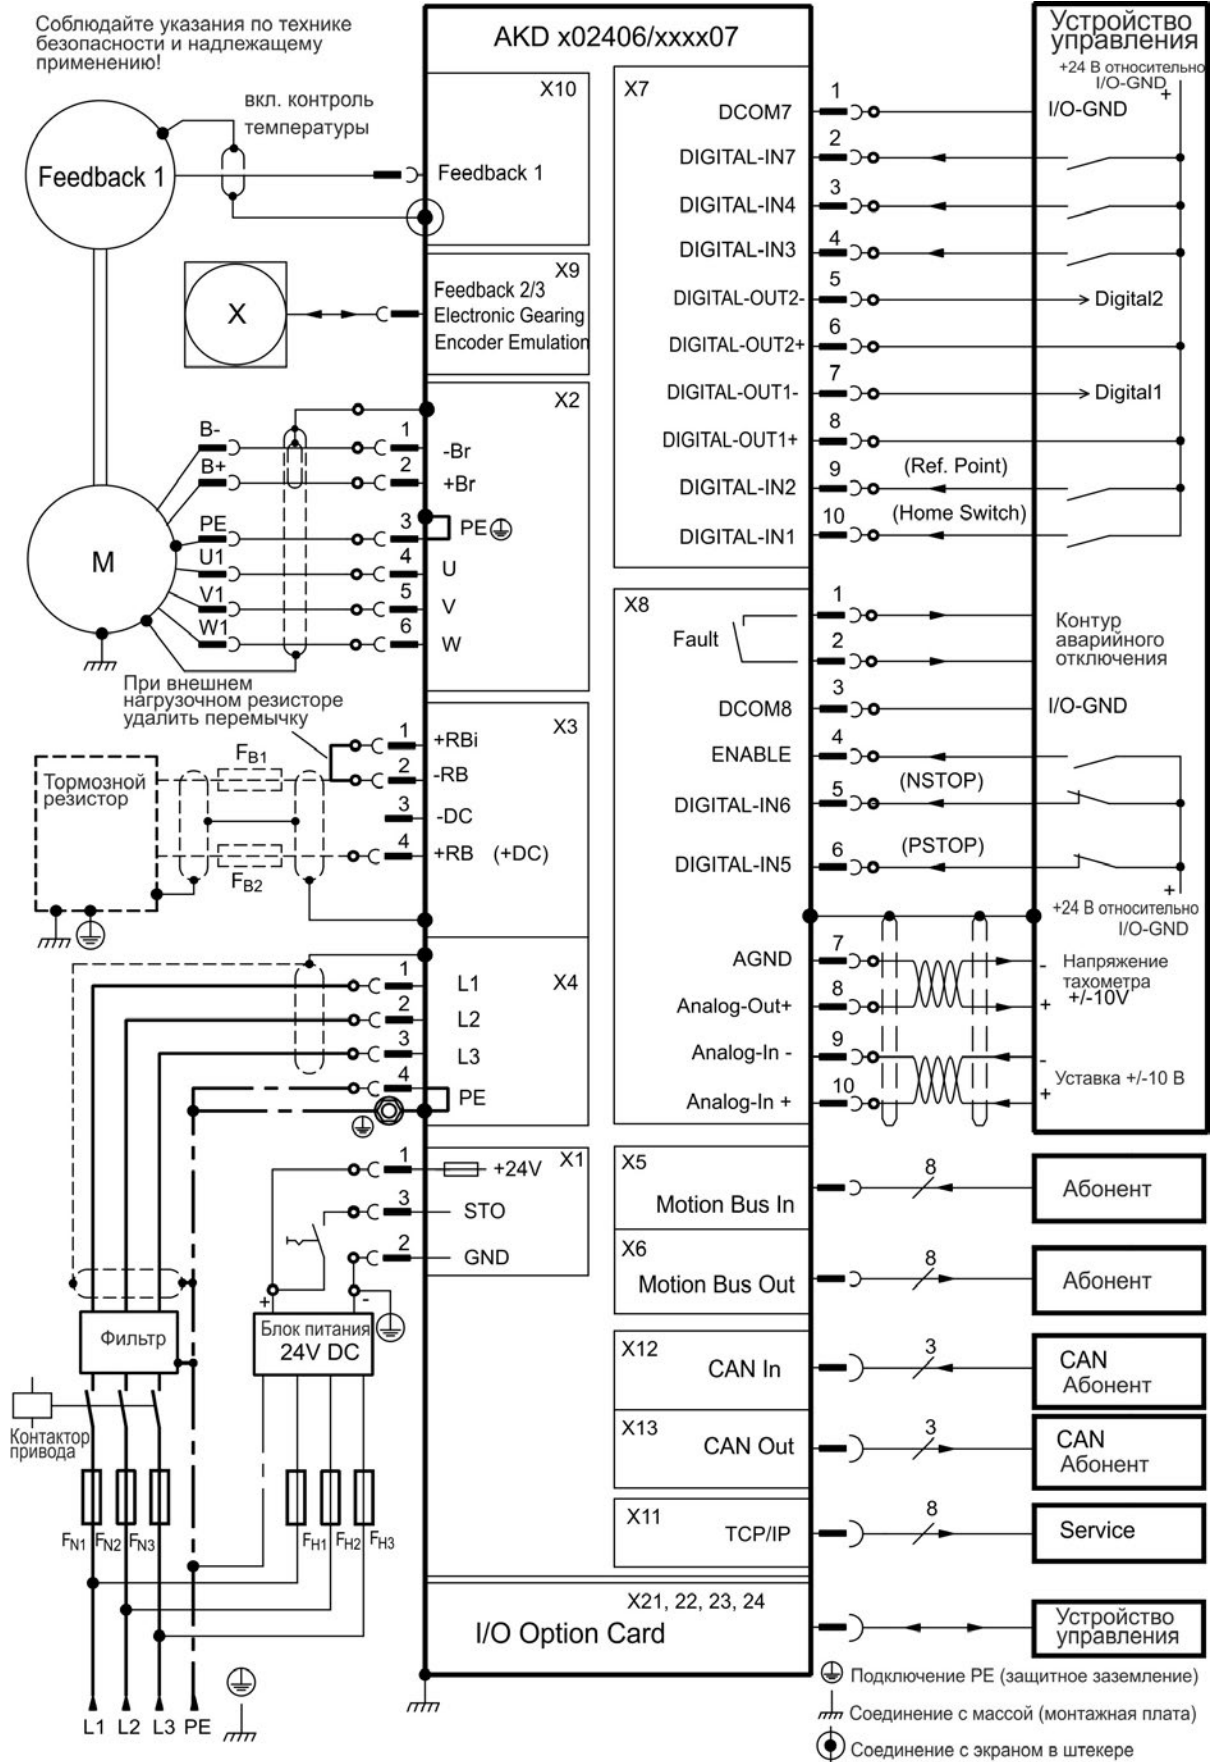 Соблюдайте указания по технике
безопасности и надлежащему
применению!
AKD x02406/xxxx07
Устройство
управления
+24 В относительно
I/O-GND
+
X10
вкл. контроль
температуры
Feedback 1
Feedback 1
X9
Feedback 2/3
Electronic Gearing
Encoder Emulation
X
X2
B-
1
-Br
B+
2
+Br
PE
3
PE
U1
4
U
V1
5
V
W1
6
W
M
При внешнем
нагрузочном резисторе
удалить перемычку
X3
1
+RBi
2
-RB
3
-DC
4
+RB (+DC)
FB1
FB2
Тормозной
резистор
X4
1
L1
2
L2
3
L3
4
PE
X1
1
+24V
3
STO
2
GND
+
-
Фильтр
Блок питания
24V DC
Контактор
привода
FN1 FN2 FN3
FH1 FH2 FH3
L1 L2 L3 PE
X7
DCOM7
1
I/O-GND
DIGITAL-IN7
2
DIGITAL-IN4
3
DIGITAL-IN3
4
DIGITAL-OUT2-
5
Digital2
DIGITAL-OUT2+
6
DIGITAL-OUT1-
7
Digital1
DIGITAL-OUT1+
8
DIGITAL-IN2
9
(Ref. Point)
DIGITAL-IN1
10
(Home Switch)
X8
Fault
1
2
Контур
аварийного
отключения
DCOM8
3
I/O-GND
ENABLE
4
DIGITAL-IN6
5
(NSTOP)
DIGITAL-IN5
6
(PSTOP)
+
+24 В относительно
I/O-GND
AGND
7
-
Напряжение
тахометра
Analog-Out+
8
+
+/-10V
Analog-In -
9
-
Уставка +/-10 В
Analog-In +
10
+
X5
Motion Bus In
8
Абонент
X6
Motion Bus Out
8
Абонент
X12
CAN In
3
CAN
Абонент
X13
CAN Out
3
CAN
Абонент
X11
TCP/IP
8
Service
X21, 22, 23, 24
I/O Option Card
Устройство
управления
Подключение PE (защитное заземление)
Соединение с массой (монтажная плата)
Соединение с экраном в штекере